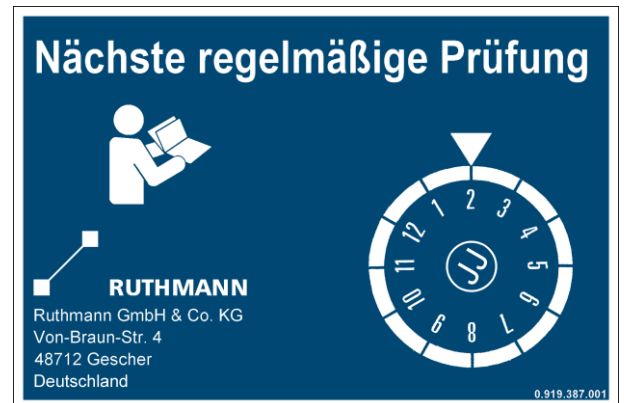 Nächste regelmäßige Prüfung
RUTHMANN
Ruthmann GmbH & Co. KG
Von-Braun-Str. 4
48712 Gescher
Deutschland
1 2 3 4 5 6 7 8 9 10 11 12
JJ
0.919.387.001